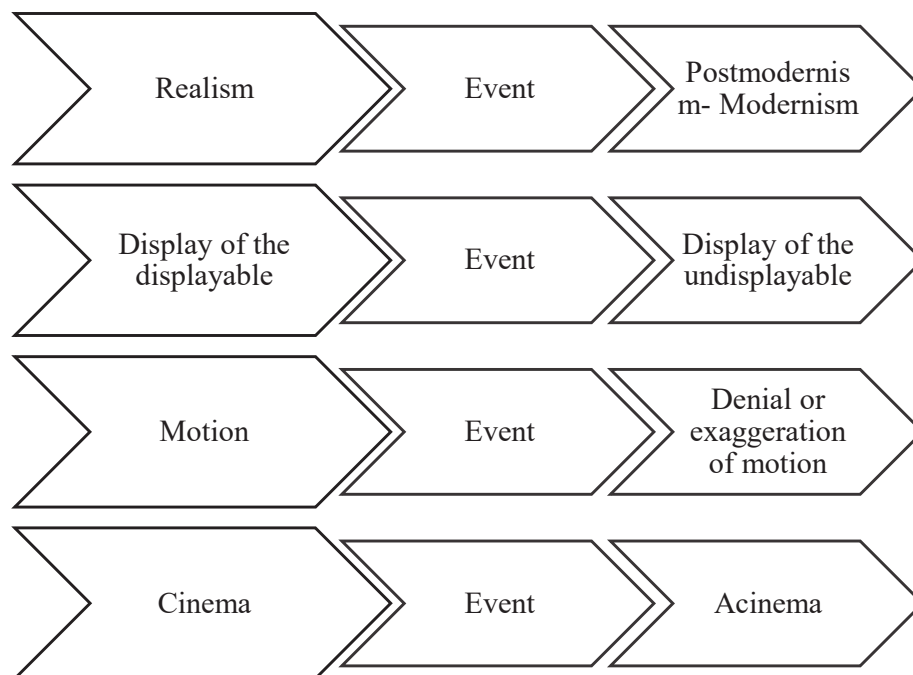 Realism
Event
Postmodernis
m- Modernism
Display of the
displayable
Event
Display of the
undisplayable
Motion
Event
Denial or
exaggeration
of motion
Cinema
Event
Acinema